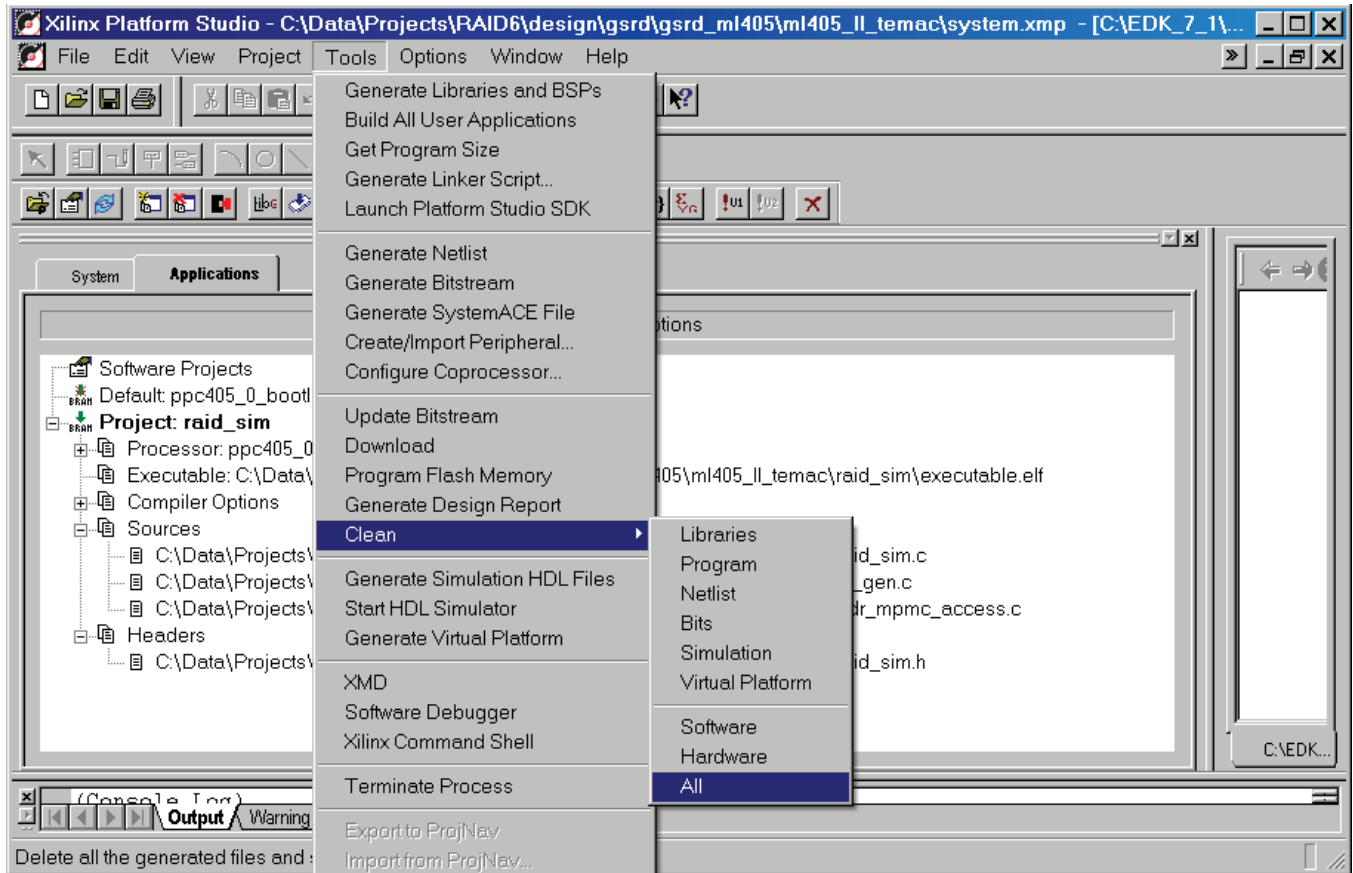 Xilinx Platform Studio - C:\Data\Projects\RAID6\design\gsrd\gsrd_ml405\ml405_ll_temac\system.xmp - [C:\EDK_7_1\...
File Edit View Project Tools Options Window Help
Generate Libraries and BSPs
Build All User Applications
Get Program Size
Generate Linker Script...
Launch Platform Studio SDK
Generate Netlist
Generate Bitstream
Generate SystemACE File
Create/Import Peripheral...
Configure Coprocessor...
Update Bitstream
Download
Program Flash Memory
Generate Design Report
Clean
Generate Simulation HDL Files
Start HDL Simulator
Generate Virtual Platform
XMD
Software Debugger
Xilinx Command Shell
Terminate Process
Export to ProjNav
Import from ProjNav...
Libraries
Program
Netlist
Bits
Simulation
Virtual Platform
Software
Hardware
All
U1 U2
System Applications
ptions
Software Projects
BRAM Default: ppc405_0_bootl
BRAM Project: raid_sim
Processor: ppc405_0
Executable: C:\Data\ 405\ml405_ll_temac\raid_sim\executable.elf
Compiler Options
Sources
C:\Data\Projects\ id_sim.c
C:\Data\Projects\ _gen.c
C:\Data\Projects\ dr_mpmc_access.c
Headers
C:\Data\Projects\ id_sim.h
C:\EDK...
(Console Log)
Output Warning
Delete all the generated files and